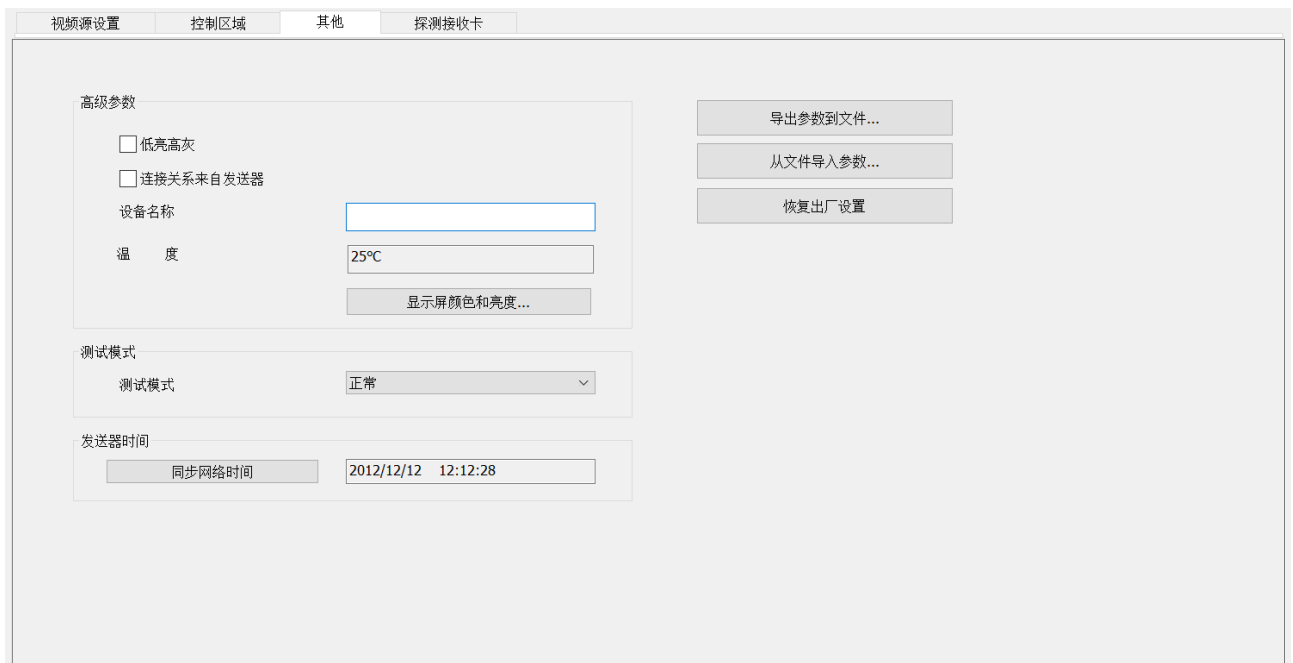 视频源设置 控制区域 其他 探测接收卡
高级参数
低亮高灰
连接关系来自发送器
设备名称
温 度 25℃
显示屏颜色和亮度...
测试模式
测试模式 正常
发送器时间
同步网络时间 2012/12/12 12:12:28
导出参数到文件...
从文件导入参数...
恢复出厂设置